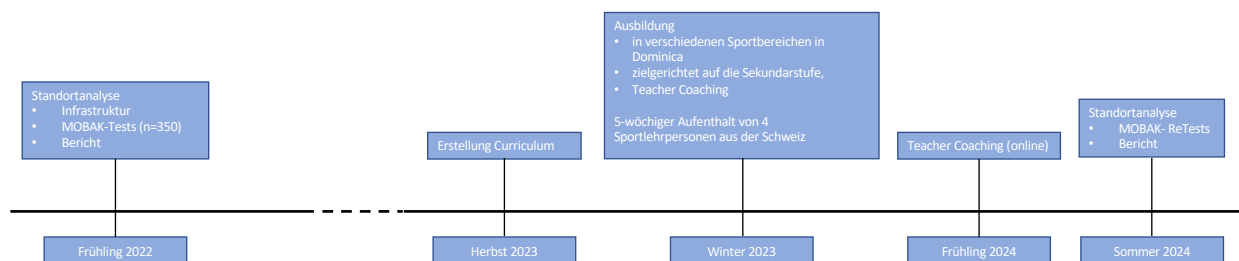 Standortanalyse
• Infrastruktur
• MOBAK-Tests (n=350)
• Bericht
Frühling 2022
Erstellung Curriculum
Herbst 2023
Ausbildung
• in verschiedenen Sportbereichen in
Dominica
• zielgerichtet auf die Sekundarstufe,
• Teacher Coaching
5-wöchiger Aufenthalt von 4
Sportlehrpersonen aus der Schweiz
Winter 2023
Teacher Coaching (online)
Frühling 2024
Standortanalyse
• MOBAK- ReTests
• Bericht
Sommer 2024